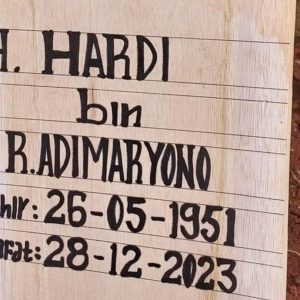 H. HARDI
bin
R.ADIMARYONO
hir: 26-05-1951
fat: 28-12-2023